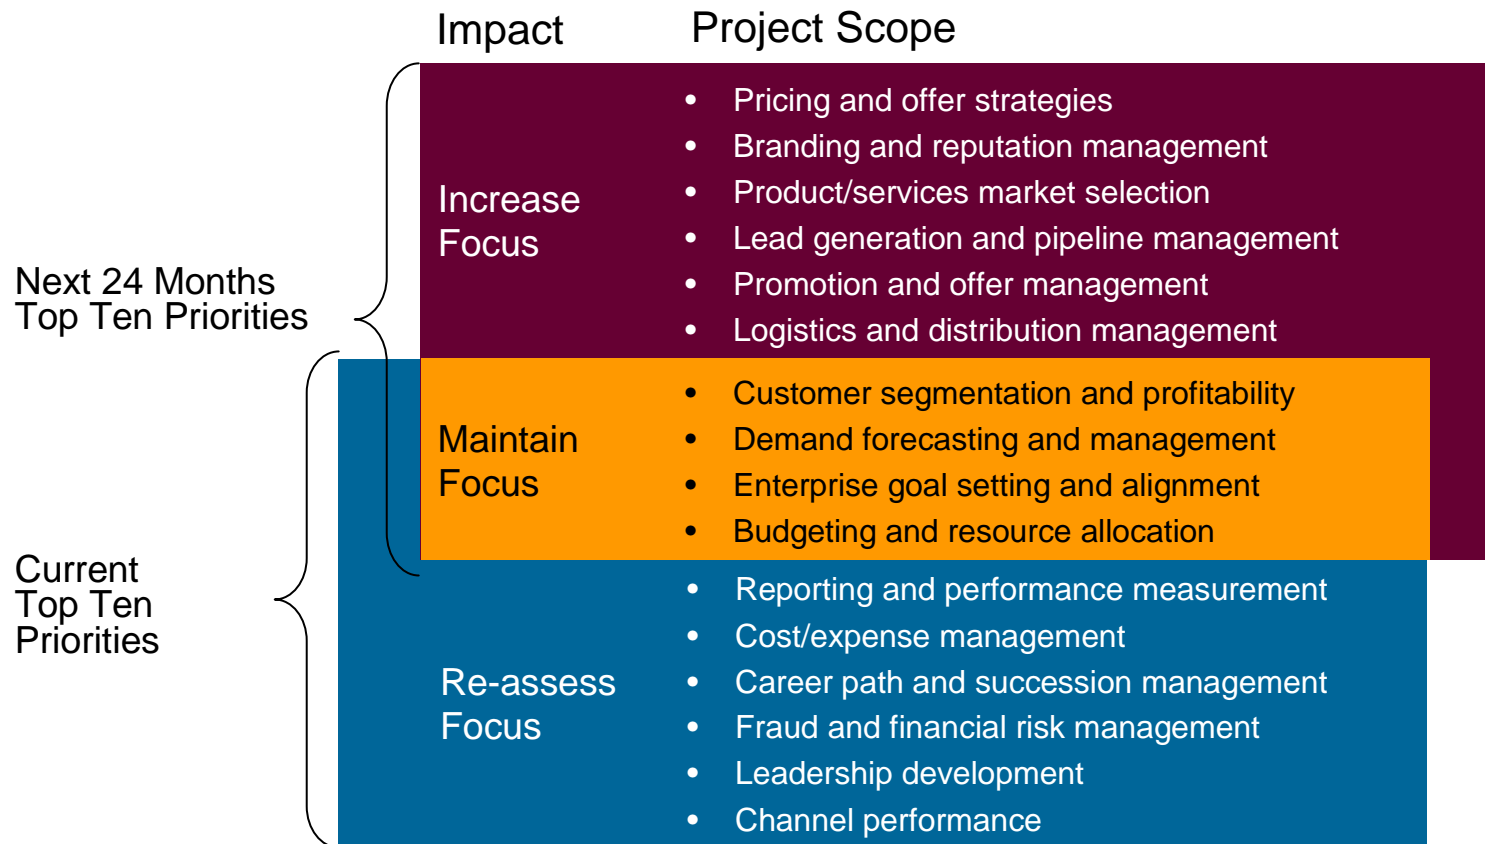 Impact Project Scope
• Pricing and offer strategies
• Branding and reputation management
Increase
Focus
• Product/services market selection
• Lead generation and pipeline management
• Promotion and offer management
• Logistics and distribution management
Next 24 Months
Top Ten Priorities
Maintain
Focus
• Customer segmentation and profitability
• Demand forecasting and management
• Enterprise goal setting and alignment
• Budgeting and resource allocation
Current
Top Ten
Priorities
Re-assess
Focus
• Reporting and performance measurement
• Cost/expense management
• Career path and succession management
• Fraud and financial risk management
• Leadership development
• Channel performance